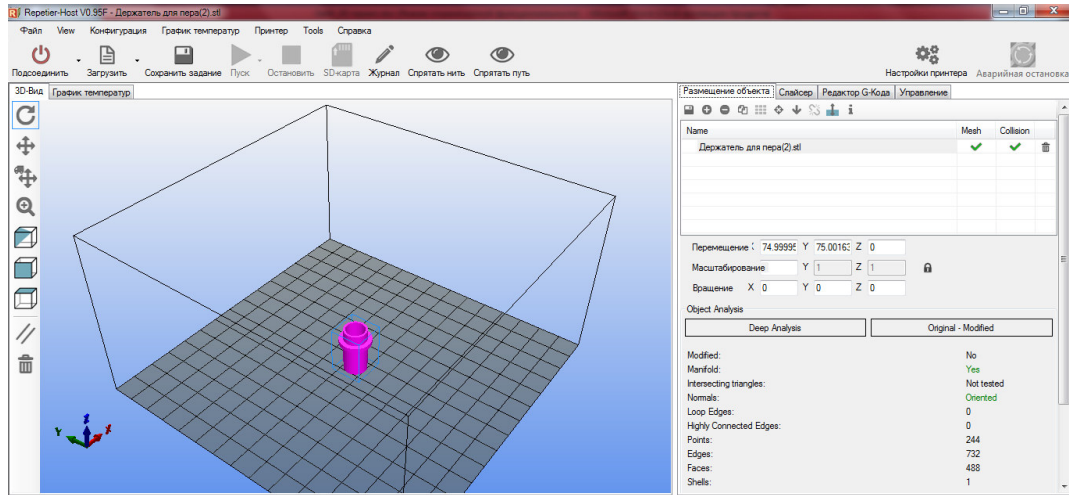 Repetier-Host V0.95F - Держатель для пера(2).stl
Файл View Конфигурация График температур Принтер Tools Справка
Подсоединить Загрузить Сохранить задание Пуск Остановить SD-карта Журнал Спрятать нить Спрятать путь Настройки принтера Аварийная остановка
3D-Вид График температур
Размещение объекта Слайсер Редактор G-Кода Управление
Name Mesh Collision
Держатель для пера(2).stl
Перемещение 74.9999 Y 75.0016 Z 0
Масштабирование Y 1 Z 1
Вращение X 0 Y 0 Z 0
Object Analysis
Deep Analysis Original - Modified
Modified: No
Manifold: Yes
Intersecting triangles: Not tested
Normals: Oriented
Loop Edges: 0
Highly Connected Edges: 0
Points: 244
Edges: 732
Faces: 488
Shells: 1
Z
Y X